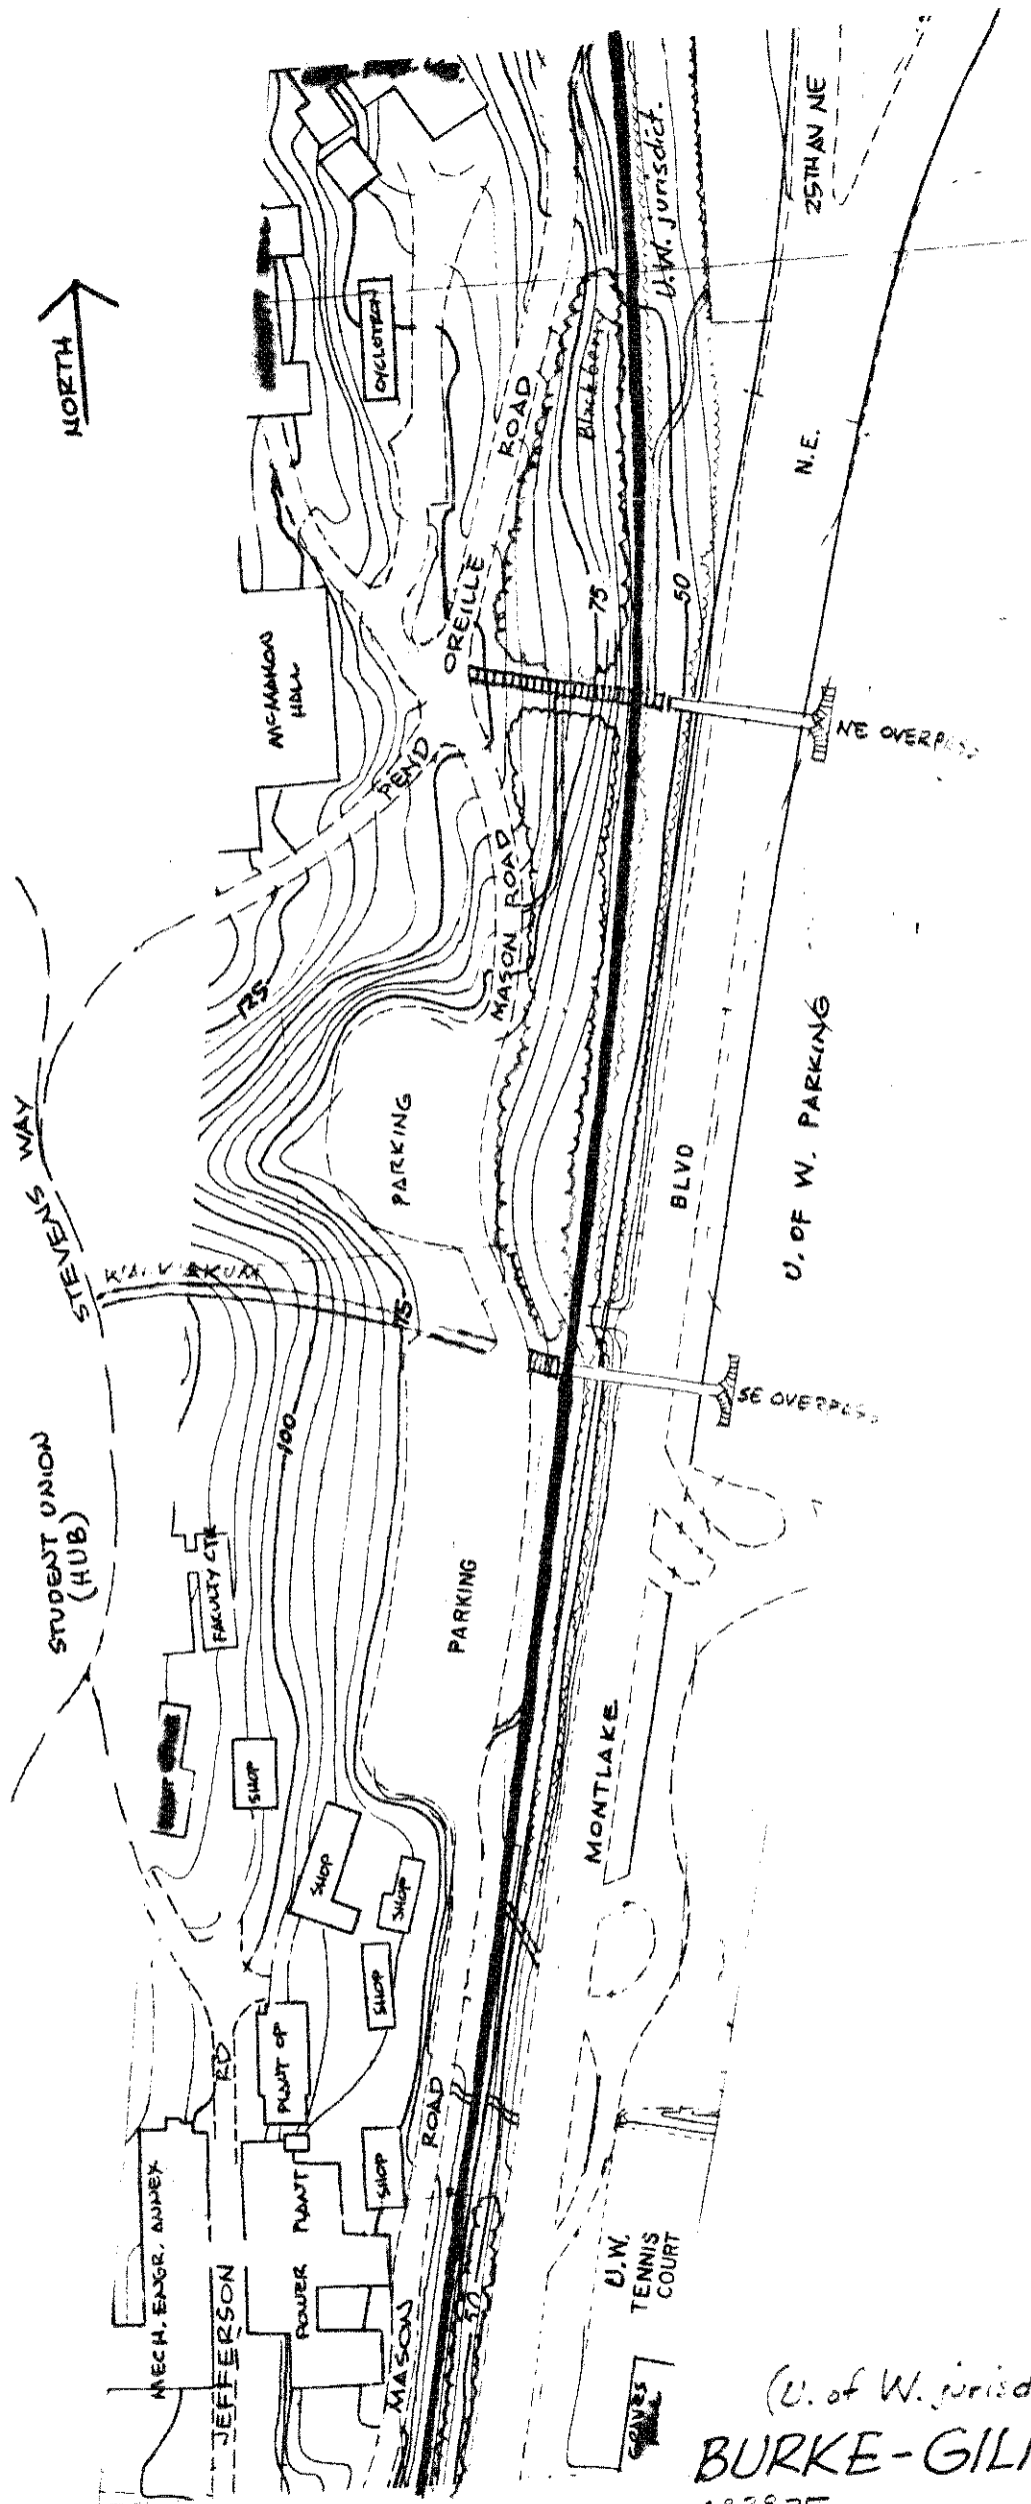 NORTH
25TH AV NE
U.W. jurisdict.
CYCLOTRON
ROAD
N.E.
MCMAHON
HALL
OREILLE
75
50
PEND
NE OVERPASS
MASON ROAD
125
STEVENS WAY
PARKING
BLVD
U. OF W. PARKING
75
SE OVERPASS
100
STUDENT UNION
(HUB)
FACULTY CTR
PARKING
SHOP
MONTLAKE
SHOP
SHOP
SHOP
PLANT OP
RD
ROAD
SHOP
MECH. ENGR. ANNEX
POWER PLANT
JEFFERSON
MASON
50
U.W.
TENNIS
COURT
GRAVES
(U. of W. jurisd
BURKE-GIL